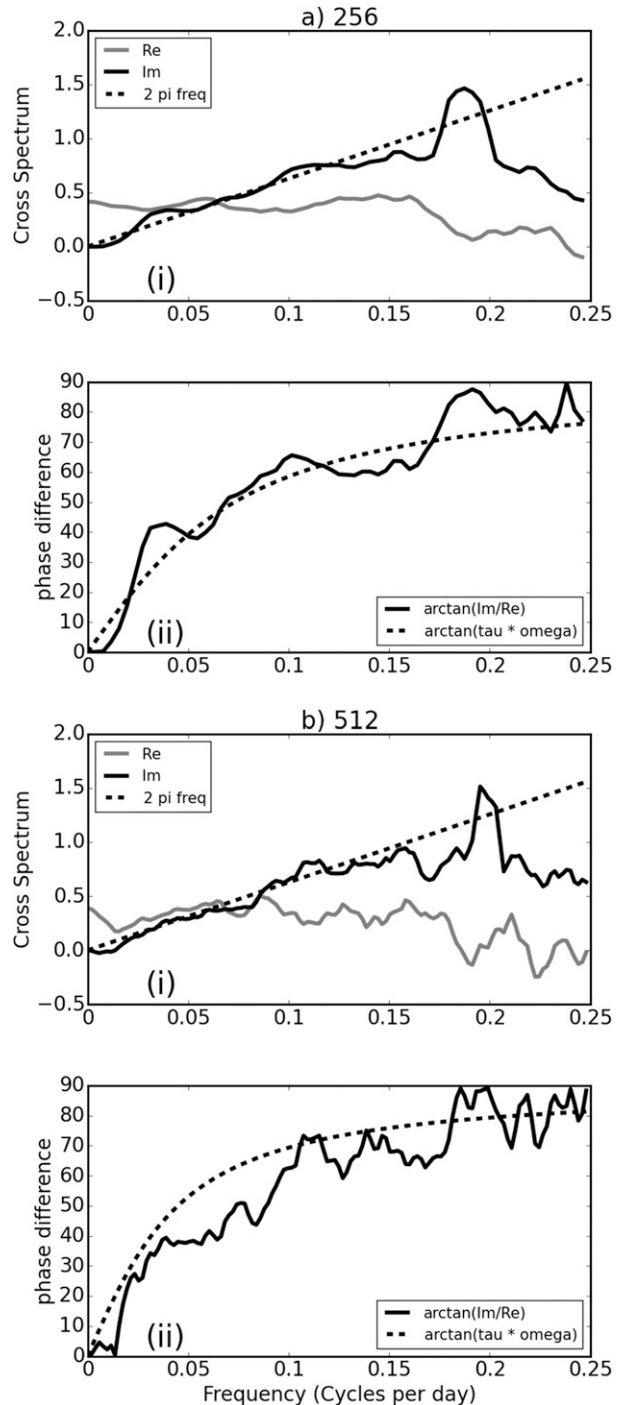 a) 256
2.0
1.5
1.0
0.5
0.0
−0.5
Cross Spectrum
Re
Im
2 pi freq
(i)
0 0.05 0.1 0.15 0.2 0.25
90
80
70
60
50
40
30
20
10
0
phase difference
(ii)
arctan(Im/Re)
arctan(tau * omega)
0 0.05 0.1 0.15 0.2 0.25
b) 512
2.0
1.5
1.0
0.5
0.0
−0.5
Cross Spectrum
Re
Im
2 pi freq
(i)
0 0.05 0.1 0.15 0.2 0.25
90
80
70
60
50
40
30
20
10
0
phase difference
(ii)
arctan(Im/Re)
arctan(tau * omega)
0 0.05 0.1 0.15 0.2 0.25
Frequency (Cycles per day)